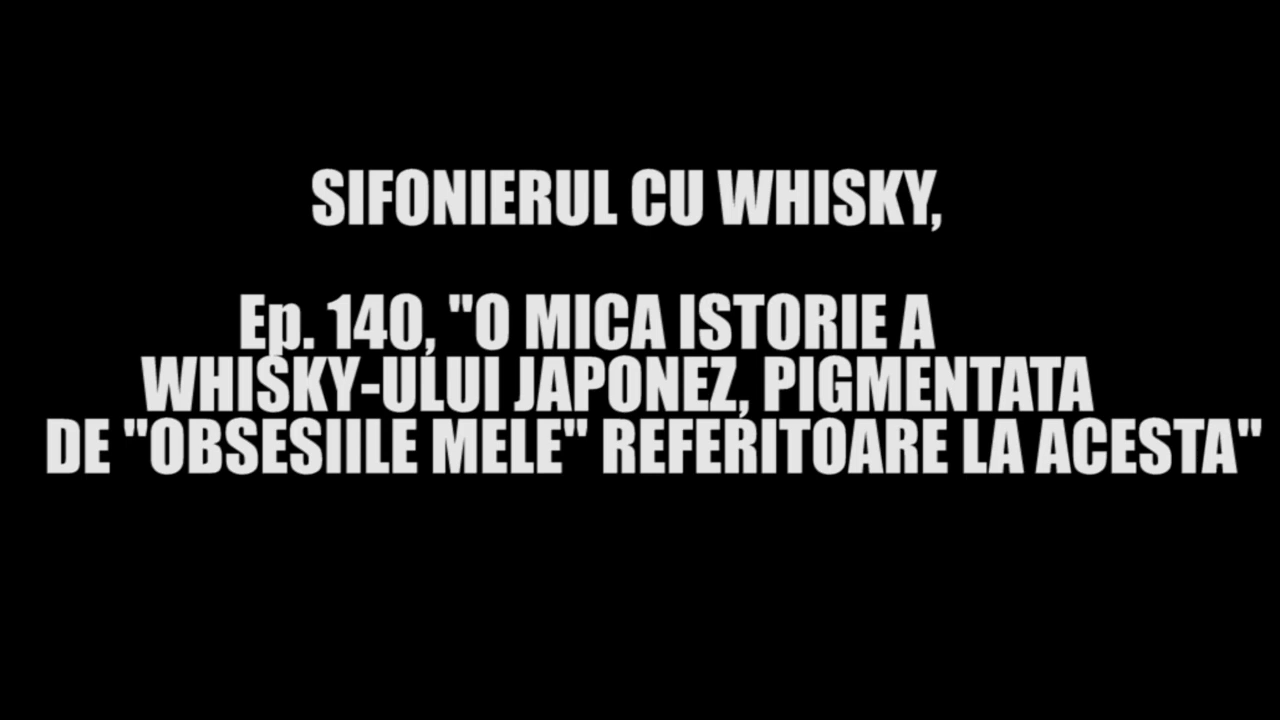 SIFONIERUL CU WHISKY,
Ep. 140, "O MICA ISTORIE A
WHISKY-ULUI JAPONEZ, PIGMENTATA
DE "OBSESIILE MELE" REFERITOARE LA ACESTA"